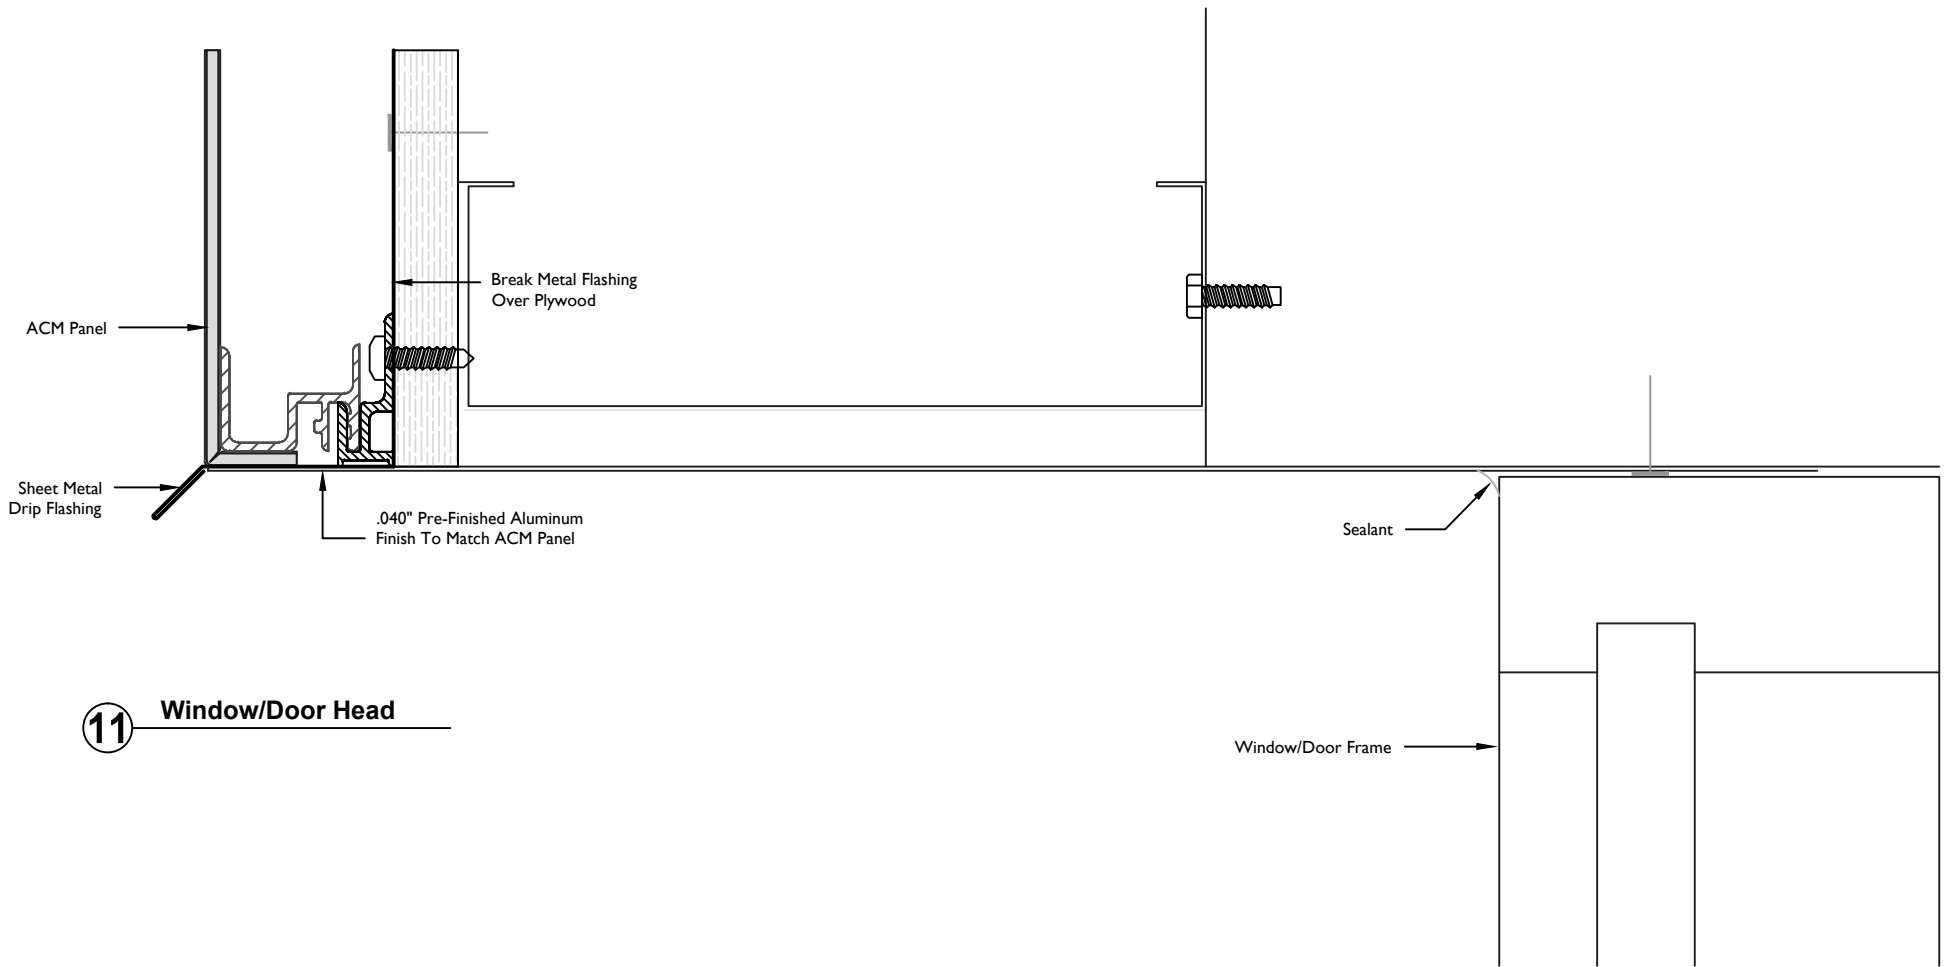 Break Metal Flashing
Over Plywood
ACM Panel
Sheet Metal
Drip Flashing
.040" Pre-Finished Aluminum
Finish To Match ACM Panel
Sealant
11
Window/Door Head
Window/Door Frame